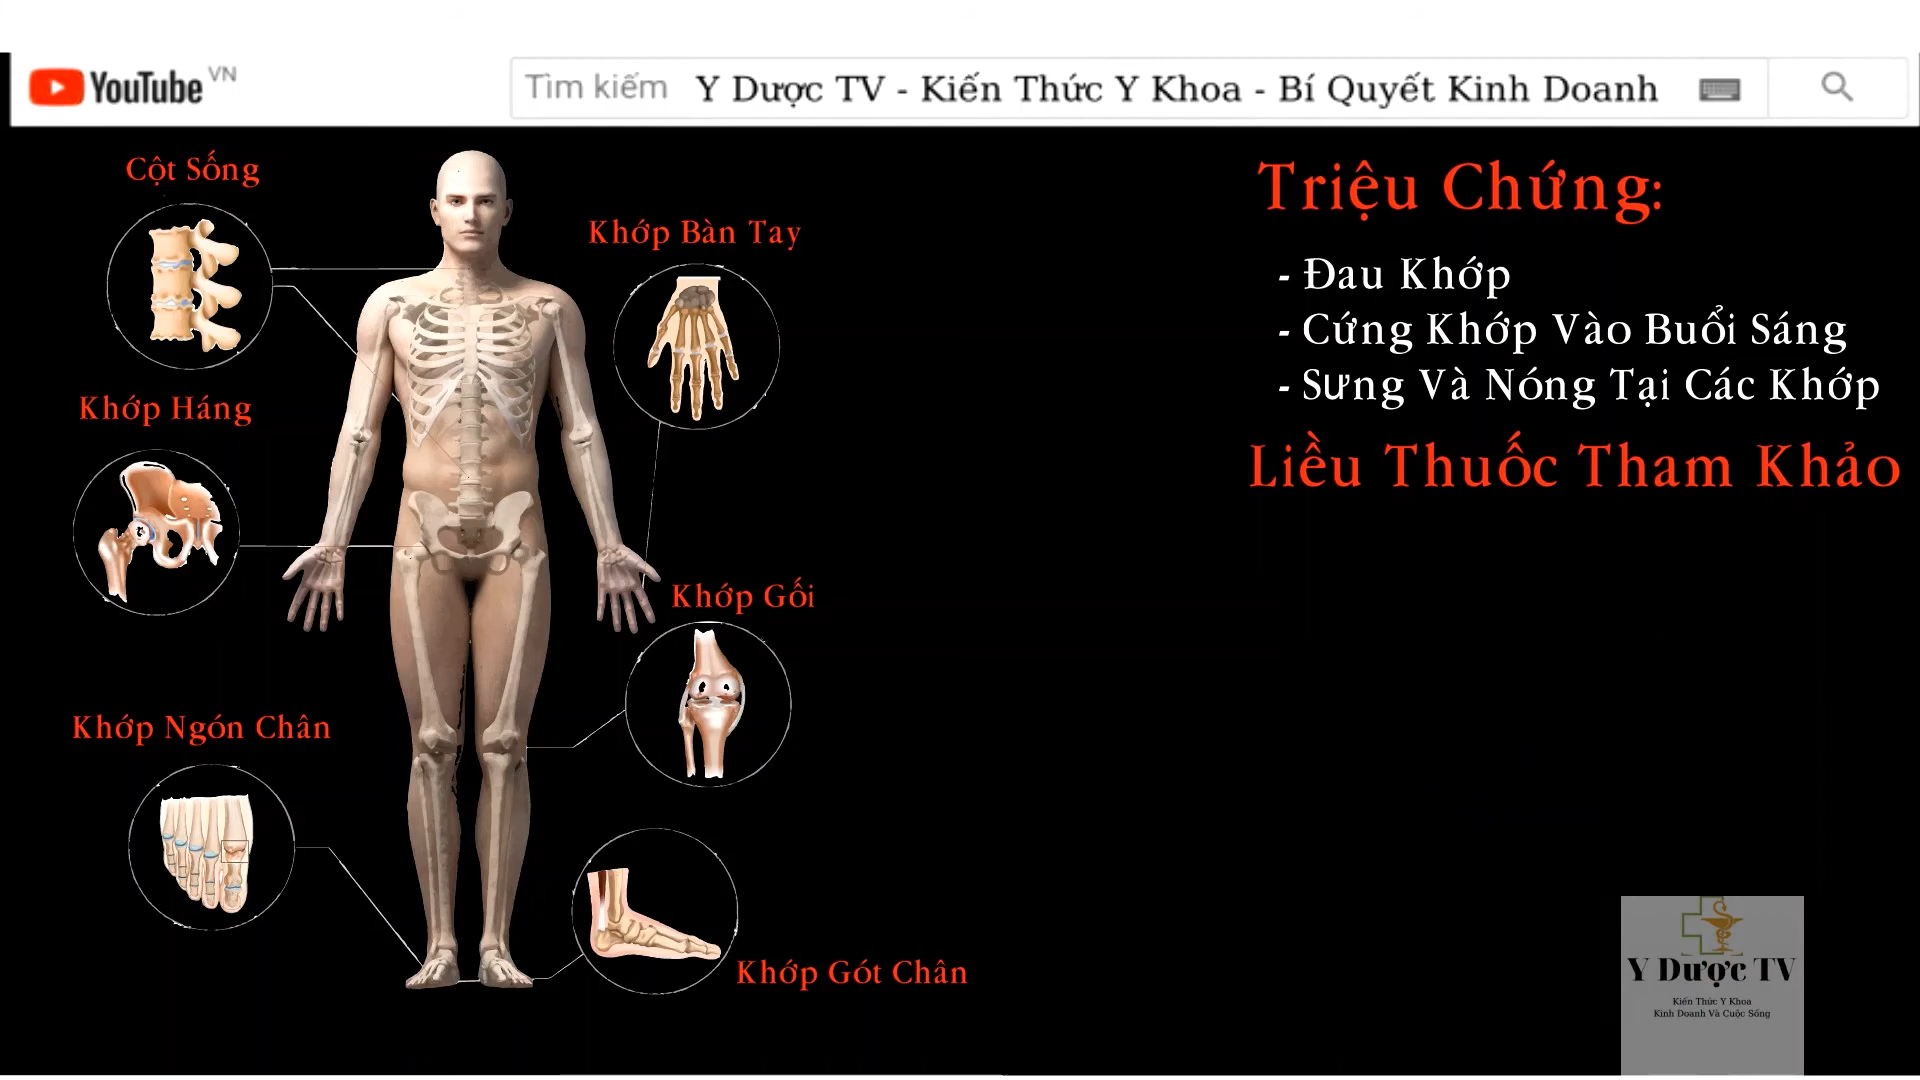 YouTube VN
Tìm kiếm Y Dược TV - Kiến Thức Y Khoa - Bí Quyết Kinh Doanh
Cột Sống
Khớp Bàn Tay
Khớp Háng
Khớp Gối
Khớp Ngón Chân
Khớp Gót Chân
Triệu Chứng:
- Đau Khớp
- Cứng Khớp Vào Buổi Sáng
- Sưng Và Nóng Tại Các Khớp
Liều Thuốc Tham Khảo
Y Dược TV
Kiến Thức Y Khoa
Kinh Doanh Và Cuộc Sống